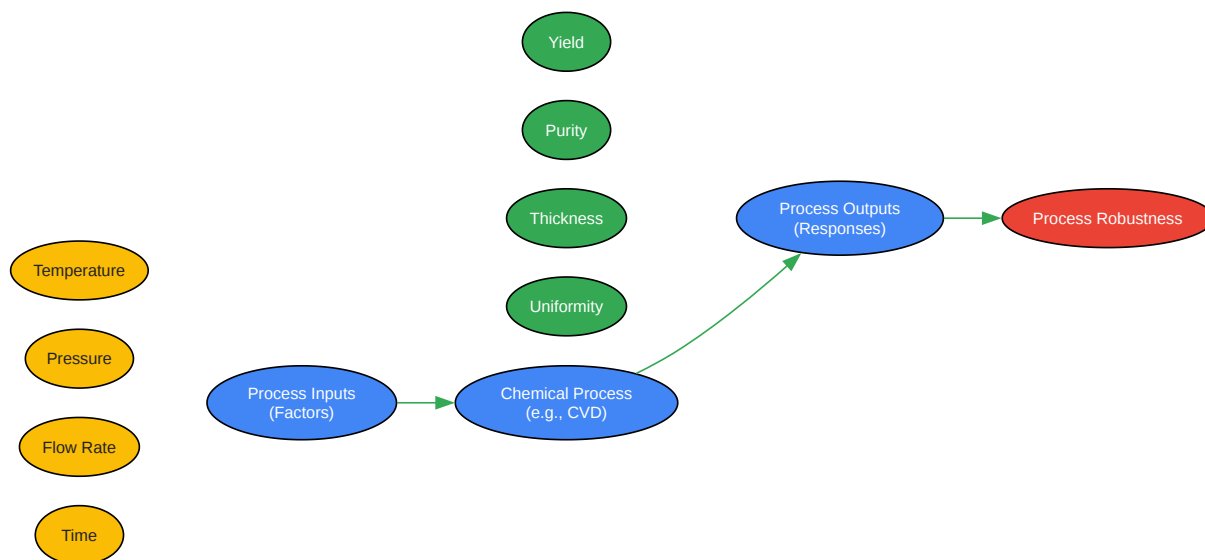 Yield
Purity
Thickness
Uniformity
Temperature
Pressure
Flow Rate
Time
Process Inputs
(Factors)
Chemical Process
(e.g., CVD)
Process Outputs
(Responses)
Process Robustness